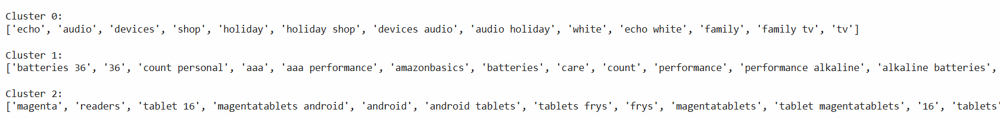 Cluster 0:
['echo', 'audio', 'devices', 'shop', 'holiday', 'holiday shop', 'devices audio', 'audio holiday', 'white', 'echo white', 'family', 'family tv', 'tv']
Cluster 1:
['batteries 36', '36', 'count personal', 'aaa', 'aaa performance', 'amazonbasics', 'batteries', 'care', 'count', 'performance', 'performance alkaline', 'alkaline batteries',
Cluster 2:
['magenta', 'readers', 'tablet 16', 'magentatablets android', 'android', 'android tablets', 'tablets frys', 'frys', 'magentatablets', 'tablet magentatablets', '16', 'tablets'